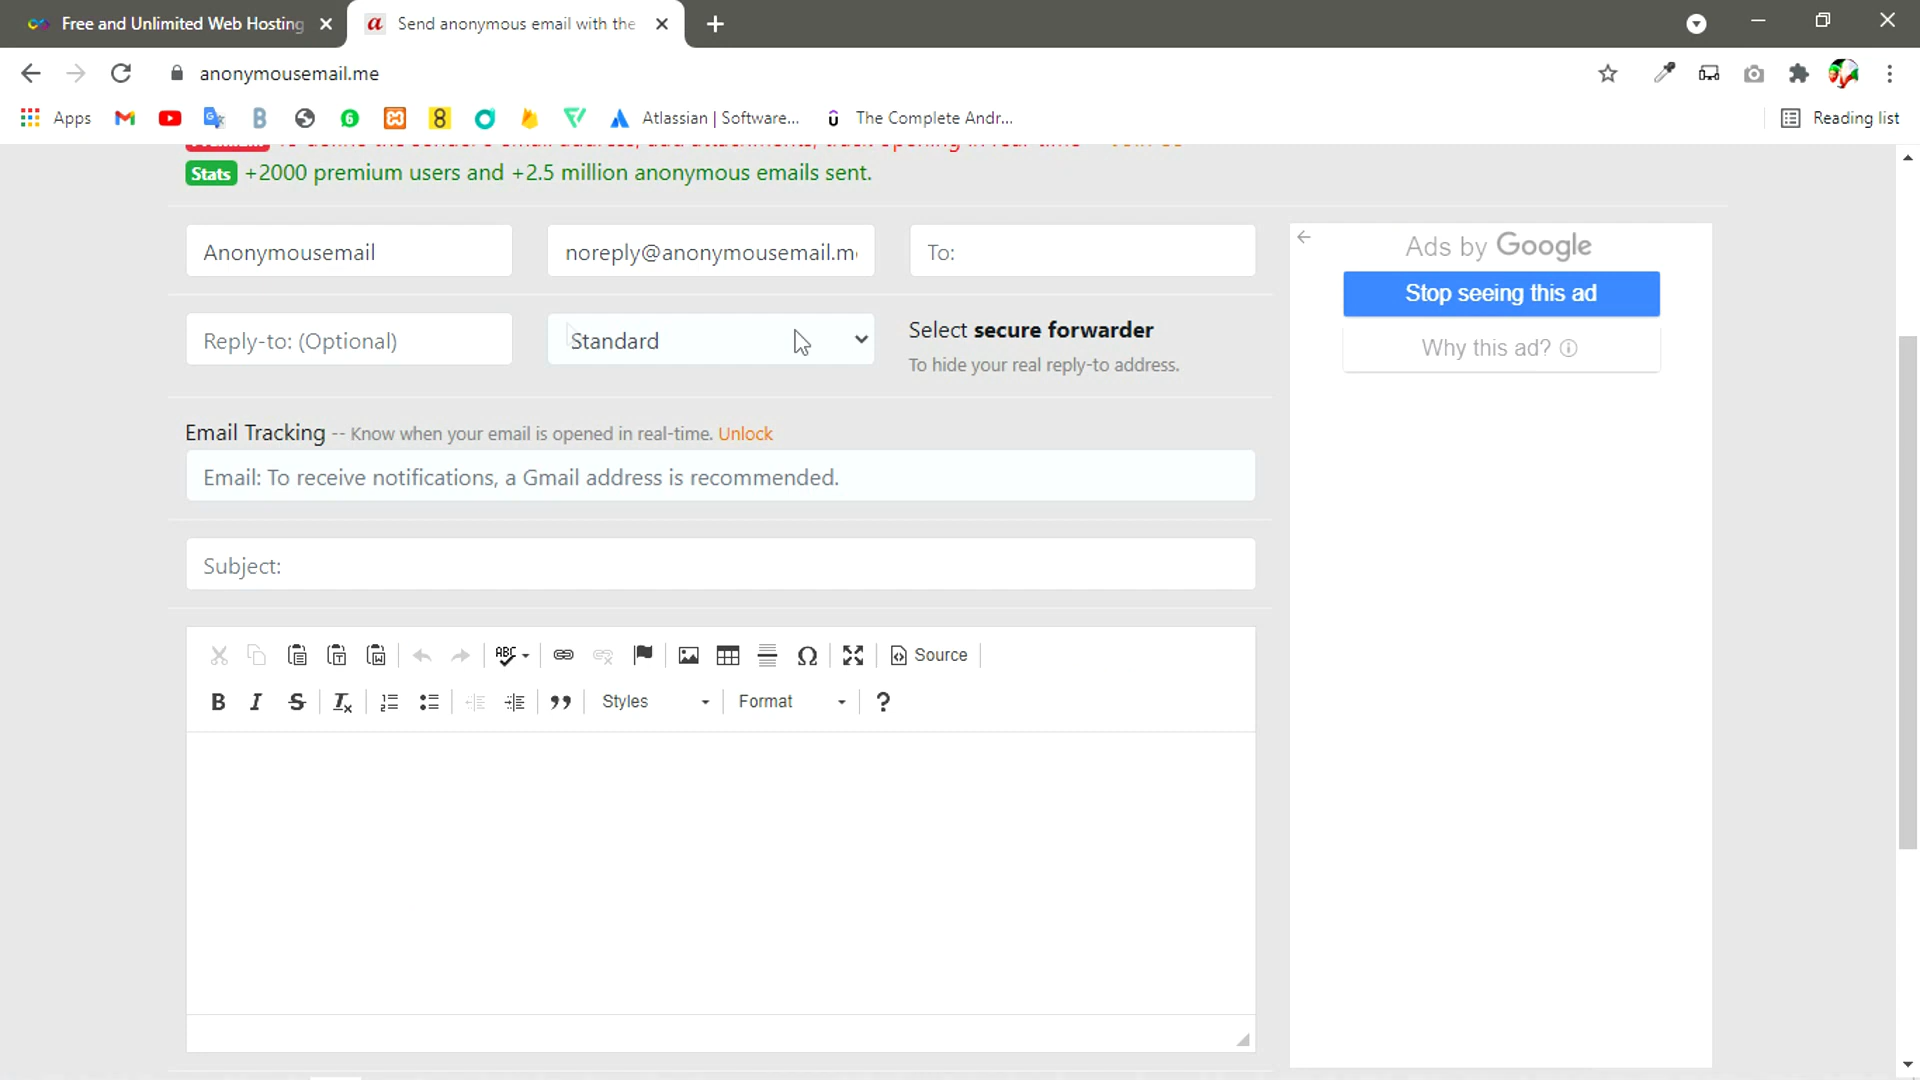 Free and Unlimited Web Hosting
Send anonymous email with the
anonymousemail.me
Apps
Atlassian | Software...
The Complete Andr...
Reading list
Stats +2000 premium users and +2.5 million anonymous emails sent.
Anonymousemail
noreply@anonymousemail.m
To:
Reply-to: (Optional)
Standard
Select secure forwarder
To hide your real reply-to address.
Email Tracking -- Know when your email is opened in real-time. Unlock
Email: To receive notifications, a Gmail address is recommended.
Subject:
ABC
Source
B I S
Styles
Format
?
Ads by Google
Stop seeing this ad
Why this ad?